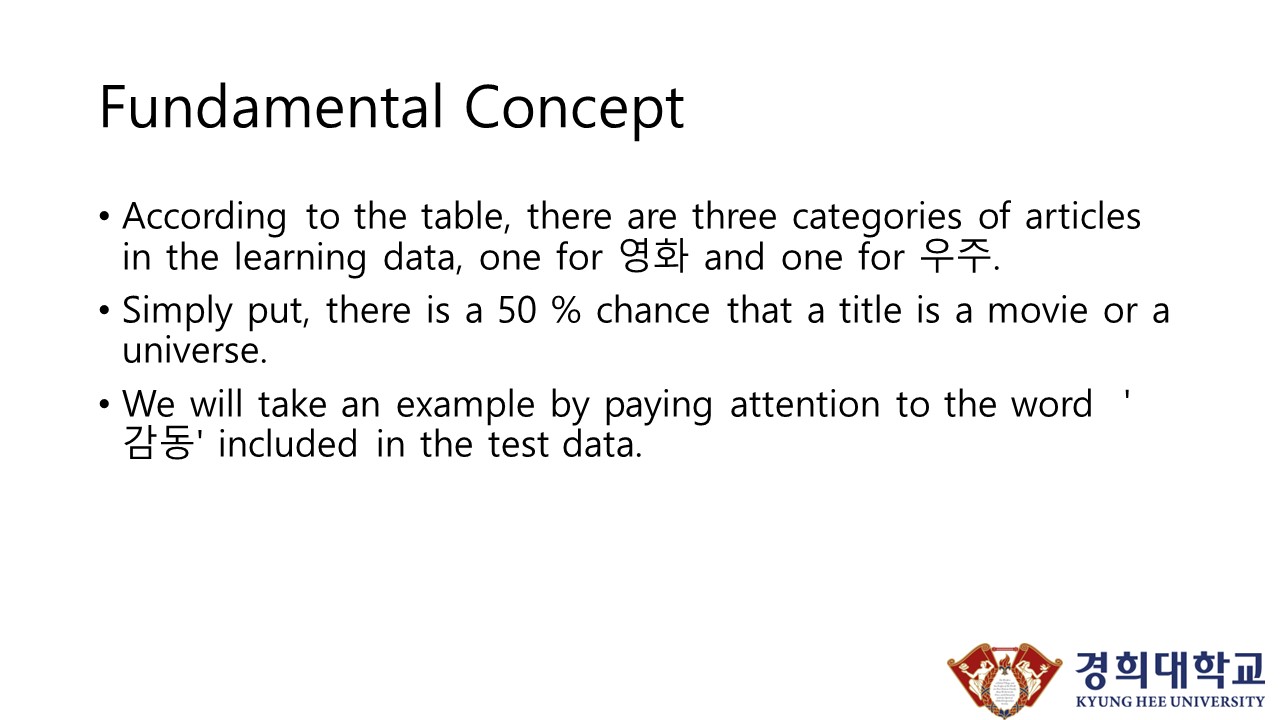 Fundamental Concept
• According to the table, there are three categories of articles
in the learning data, one for 영화 and one for 우주.
• Simply put, there is a 50 % chance that a title is a movie or a
universe.
• We will take an example by paying attention to the word '
감동' included in the test data.
경희대학교
KYUNG HEE UNIVERSITY